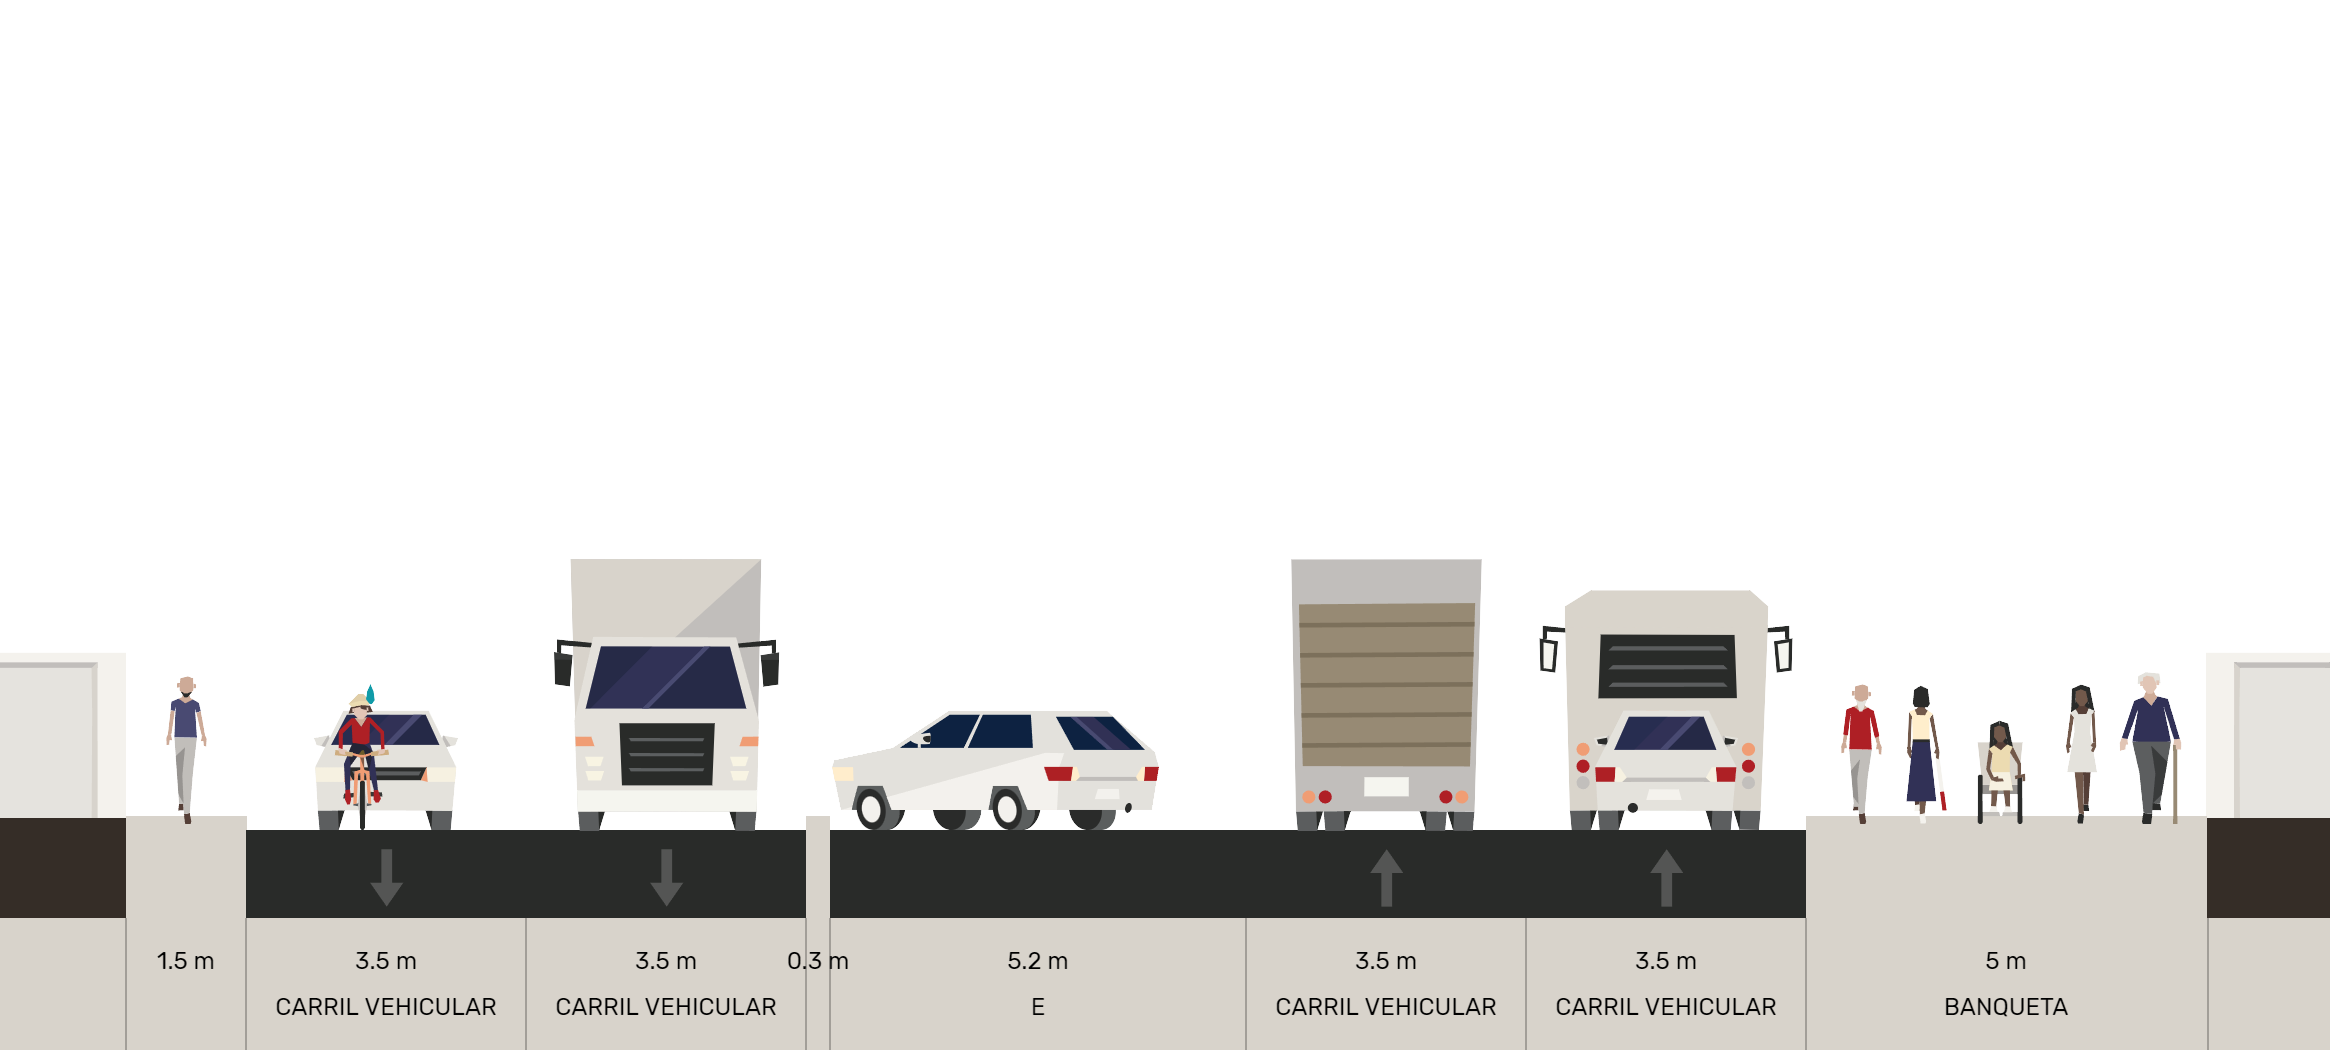 1.5 m
3.5 m
3.5 m
0.3 m
5.2 m
3.5 m
3.5 m
5 m
CARRIL VEHICULAR
CARRIL VEHICULAR
E
CARRIL VEHICULAR
CARRIL VEHICULAR
BANQUETA